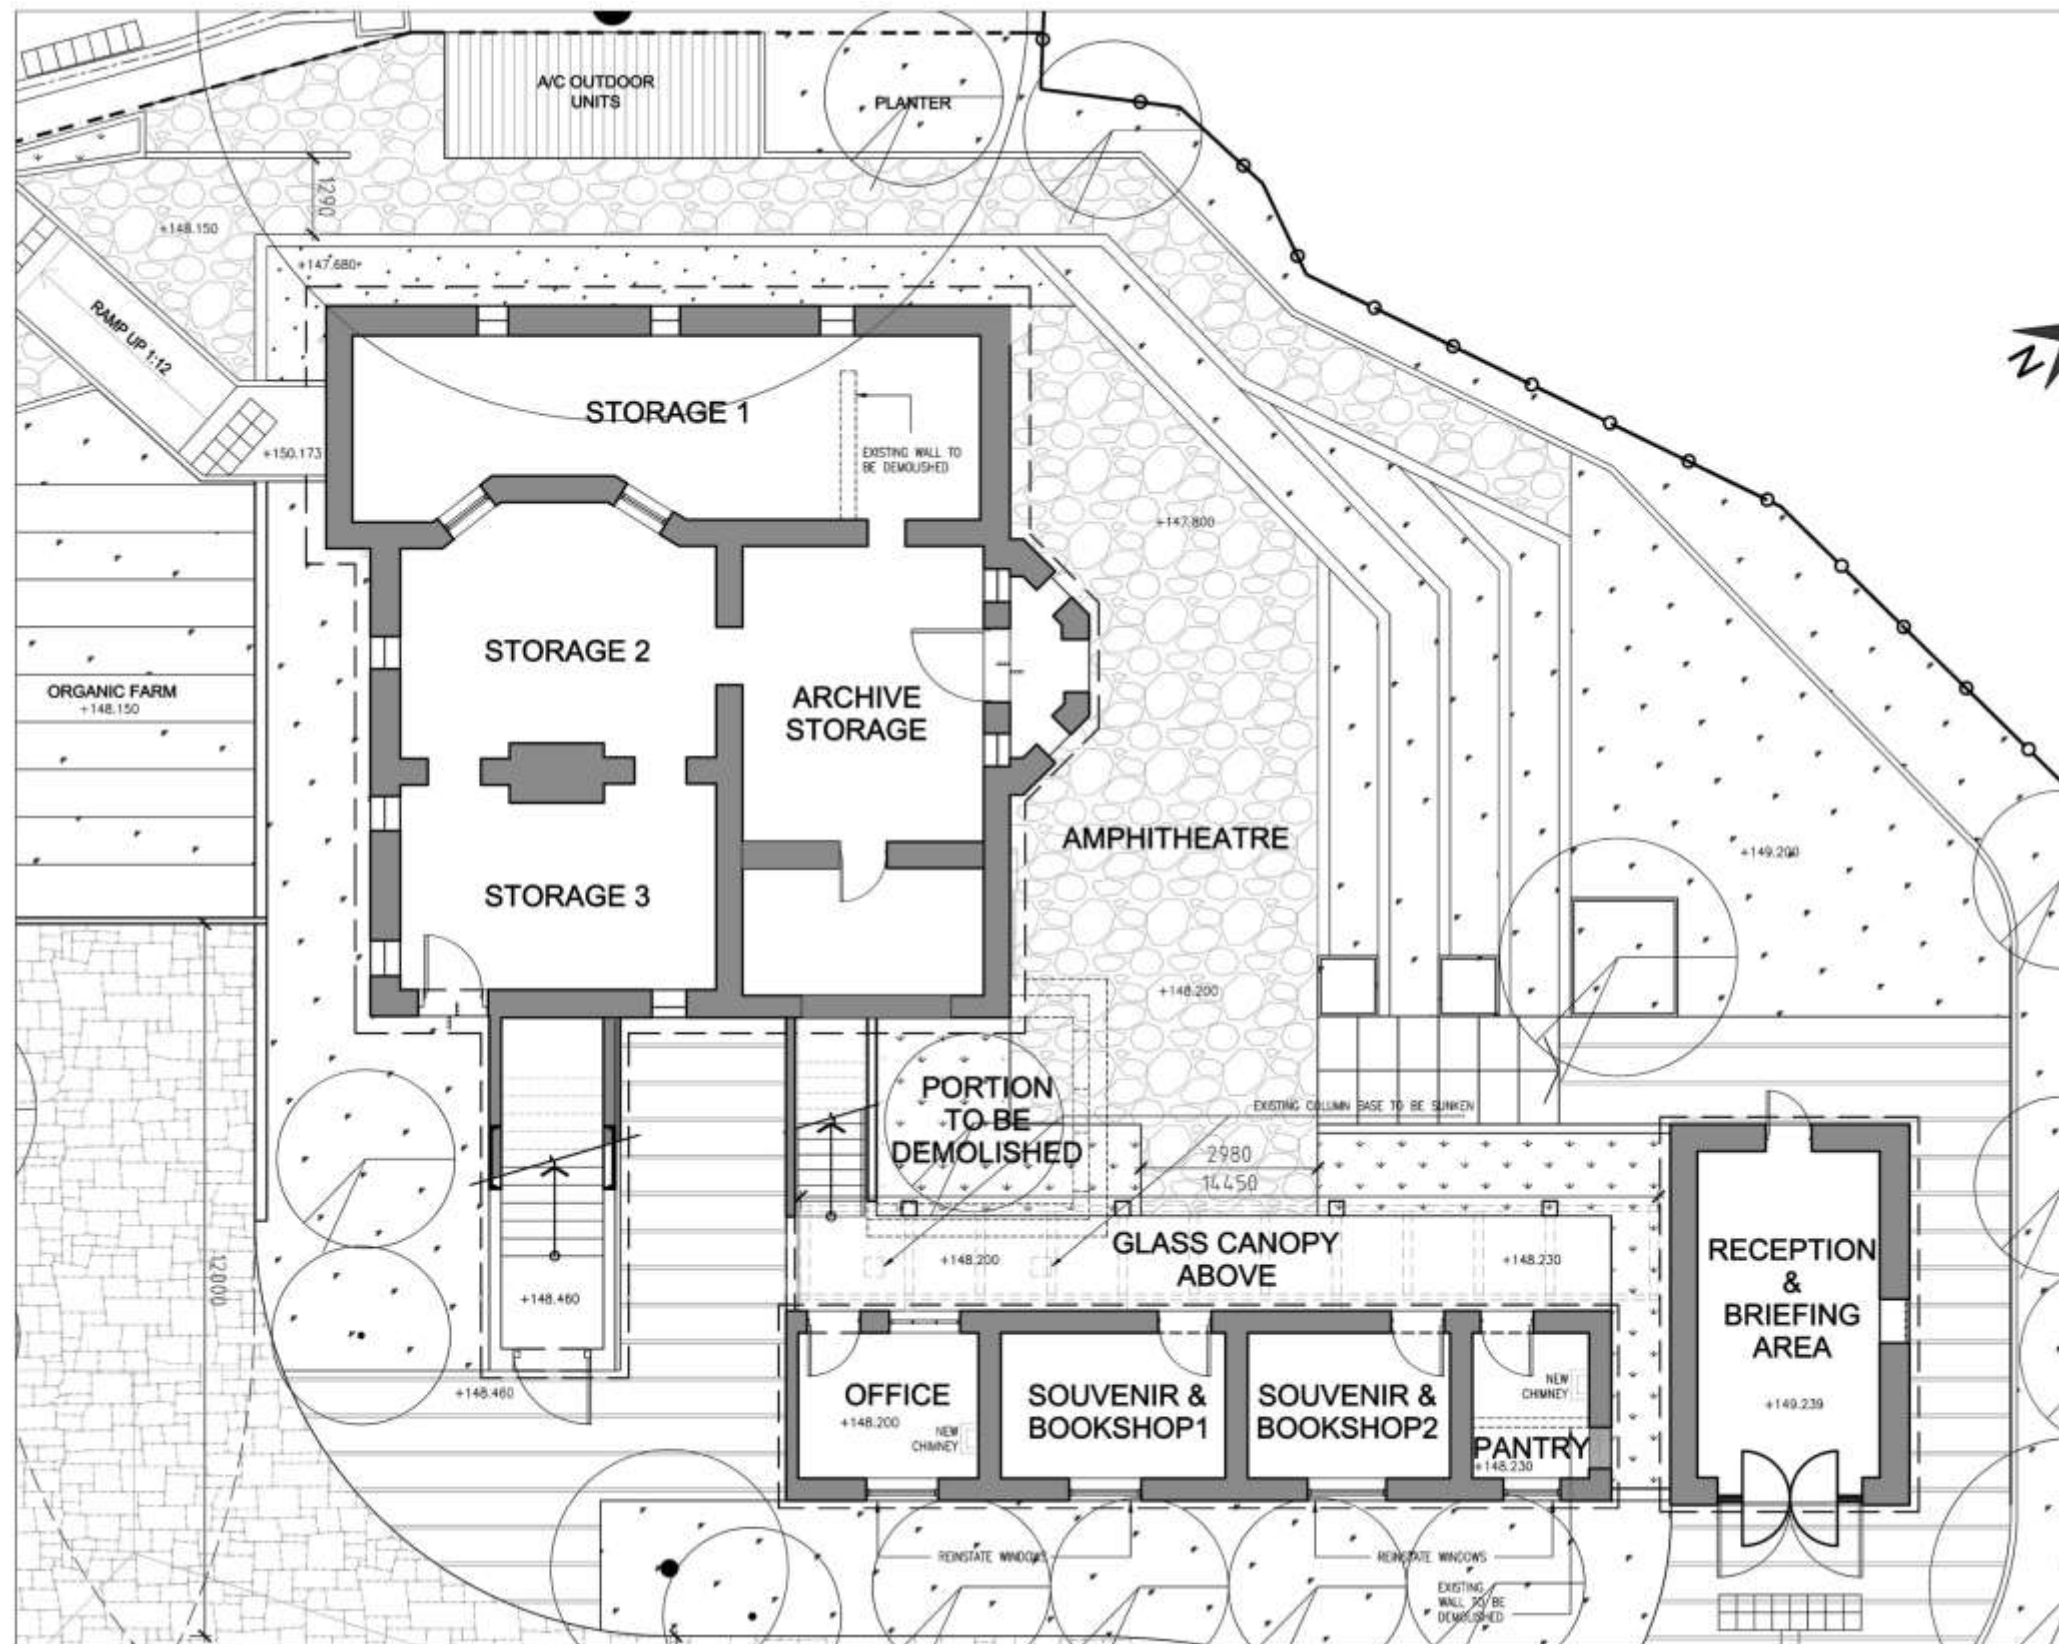 A/C OUTDOOR
UNITS
PLANTER
1290
+148.150
+147.680
RAMP UP 1:12
N
STORAGE 1
EXISTING WALL TO
BE DEMOLISHED
+150.173
+147.800
STORAGE 2
ORGANIC FARM
+148.150
ARCHIVE
STORAGE
AMPHITHEATRE
+149.200
STORAGE 3
+148.200
PORTION
TO BE
DEMOLISHED
EXISTING COLUMN BASE TO BE SUNKEN
2980
14450
12000
GLASS CANOPY
ABOVE
+148.200
+148.230
RECEPTION
&
BRIEFING
AREA
+149.239
+148.460
+148.460
OFFICE
+148.200
NEW
CHIMNEY
SOUVENIR &
BOOKSHOP1
SOUVENIR &
BOOKSHOP2
NEW
CHIMNEY
PANTRY
+148.230
REINSTATE WINDOWS
REINSTATE WINDOWS
EXISTING
WALL TO BE
DEMOLISHED